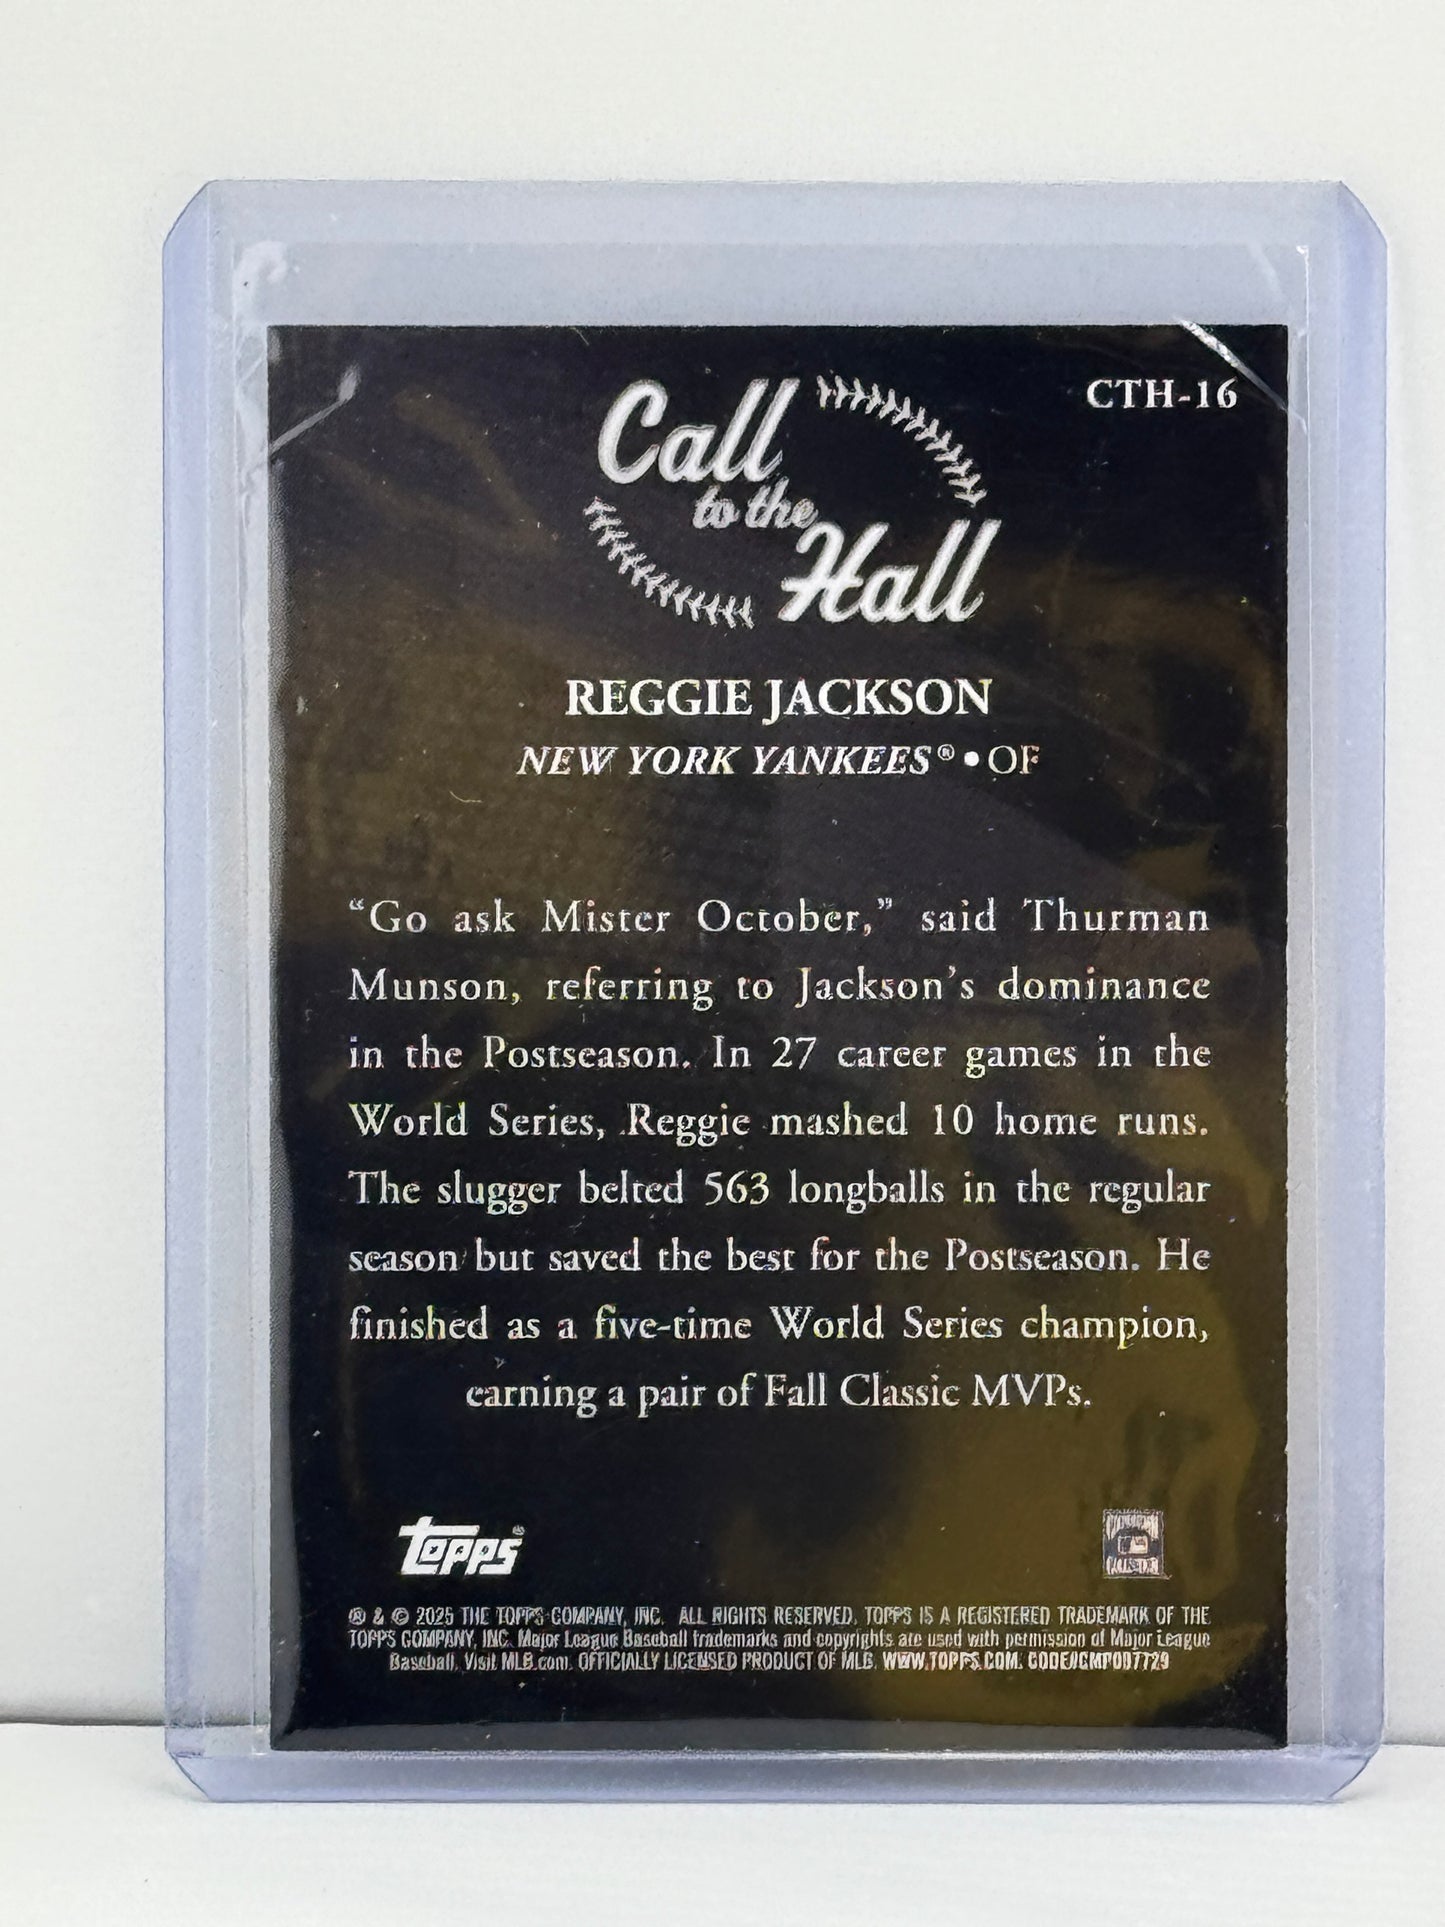 CTH-16
Call
to the
Hall
REGGIE JACKSON
NEW YORK YANKEES® • OF
“Go ask Mister October,” said Thurman
Munson, referring to Jackson’s dominance
in the Postseason. In 27 career games in the
World Series, Reggie mashed 10 home runs.
The slugger belted 563 longballs in the regular
season but saved the best for the Postseason. He
finished as a five-time World Series champion,
earning a pair of Fall Classic MVPs.
topps®
® & © 2025 THE TOPPS COMPANY, INC. ALL RIGHTS RESERVED. TOPPS IS A REGISTERED TRADEMARK OF THE
TOPPS COMPANY, INC. Major League Baseball trademarks and copyrights are used with permission of Major League
Baseball. Visit MLB.com. OFFICIALLY LICENSED PRODUCT OF MLB. WWW.TOPPS.COM. CODE#CMP007729